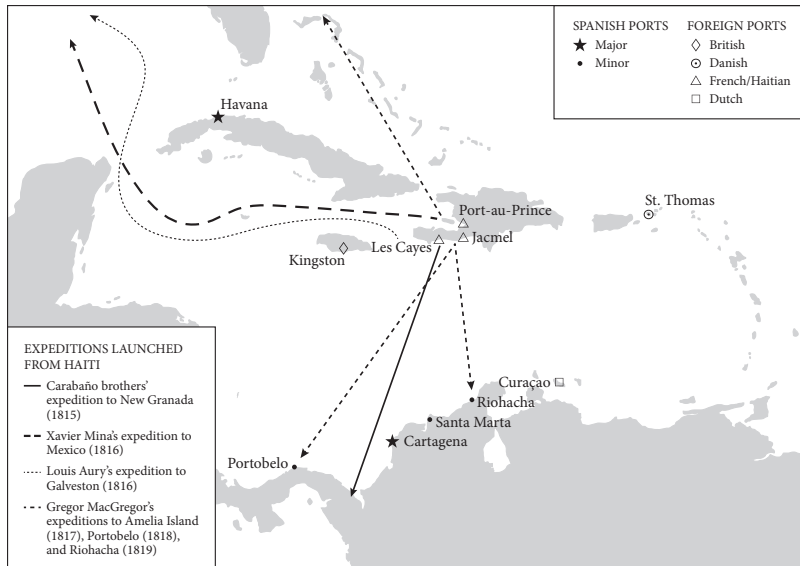 SPANISH PORTS
Major
Minor
FOREIGN PORTS
British
Danish
French/Haitian
Dutch
Havana
Port-au-Prince
St. Thomas
Les Cayes
Jacmel
Kingston
Curaçao
Riohacha
Santa Marta
Cartagena
Portobelo
EXPEDITIONS LAUNCHED
FROM HAITI
Carabaño brothers'
expedition to New Granada
(1815)
Xavier Mina's expedition to
Mexico (1816)
Louis Aury's expedition to
Galveston (1816)
Gregor MacGregor's
expeditions to Amelia Island
(1817), Portobelo (1818),
and Riohacha (1819)